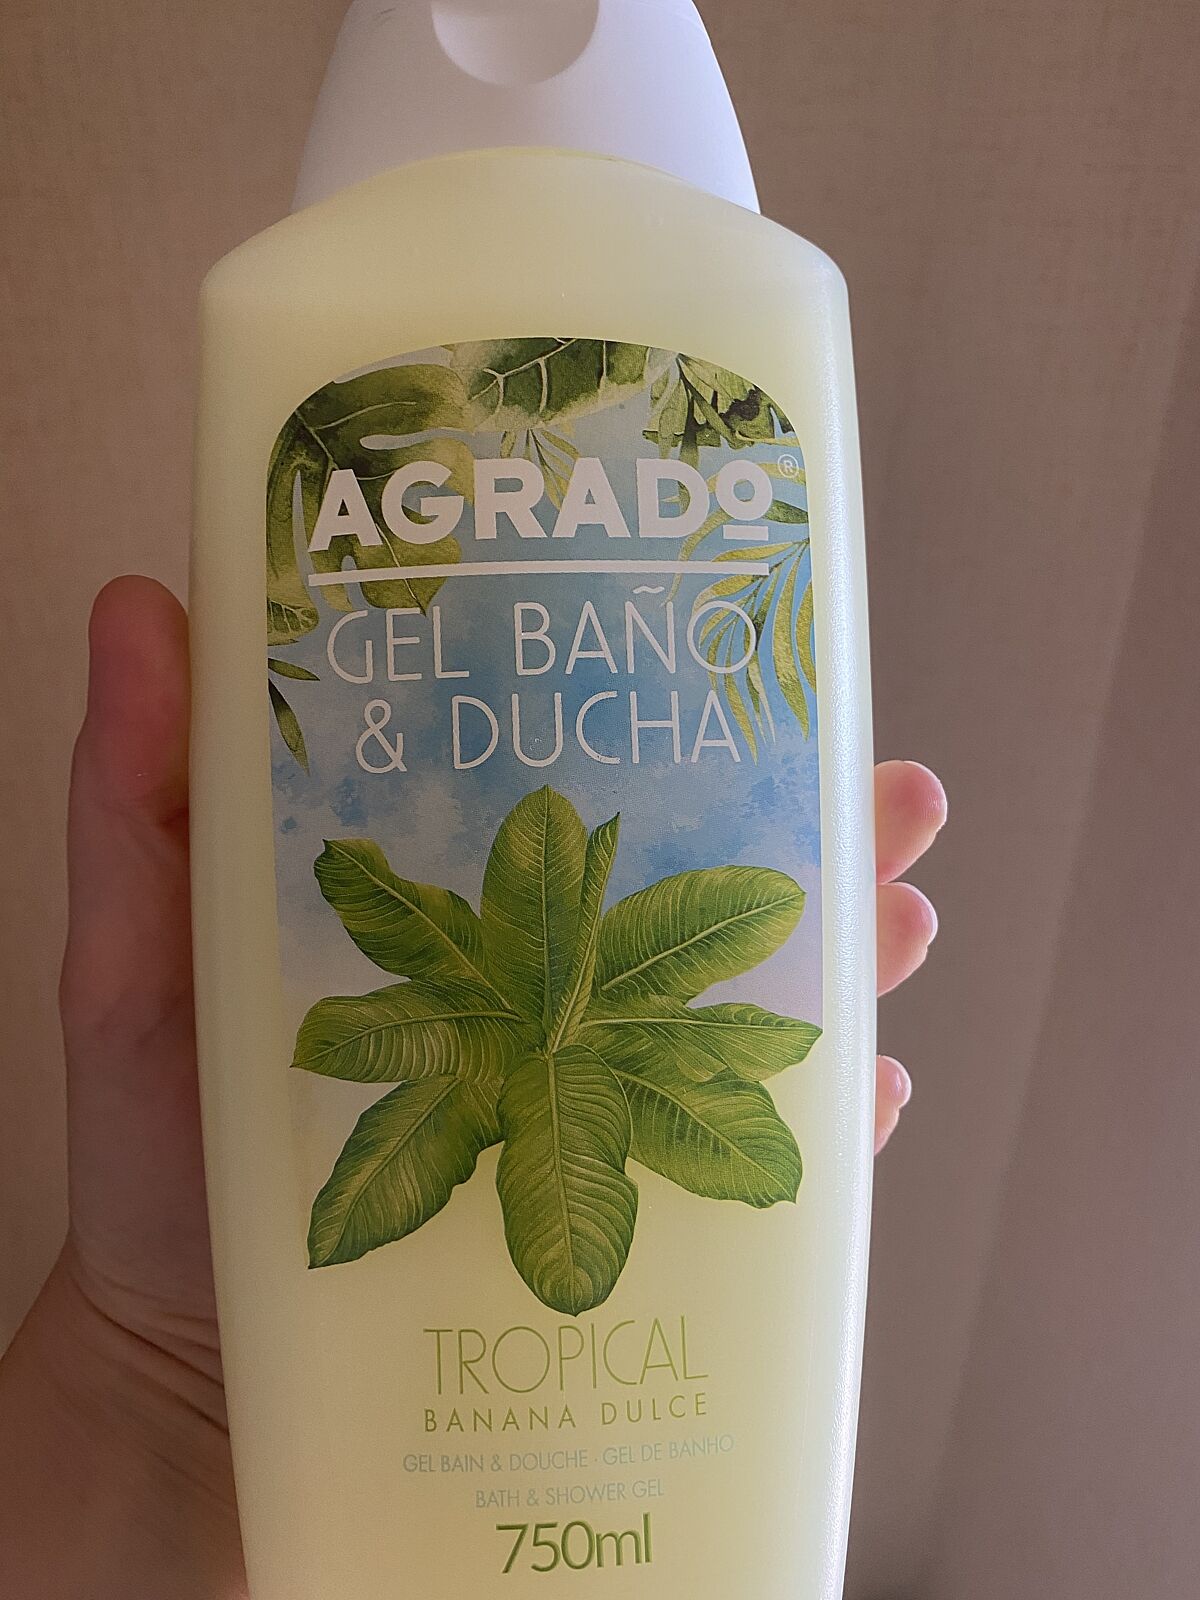 AGRADO®
GEL BAÑO
& DUCHA
TROPICAL
BANANA DULCE
GEL BAIN & DOUCHE · GEL DE BANHO
BATH & SHOWER GEL
750ml